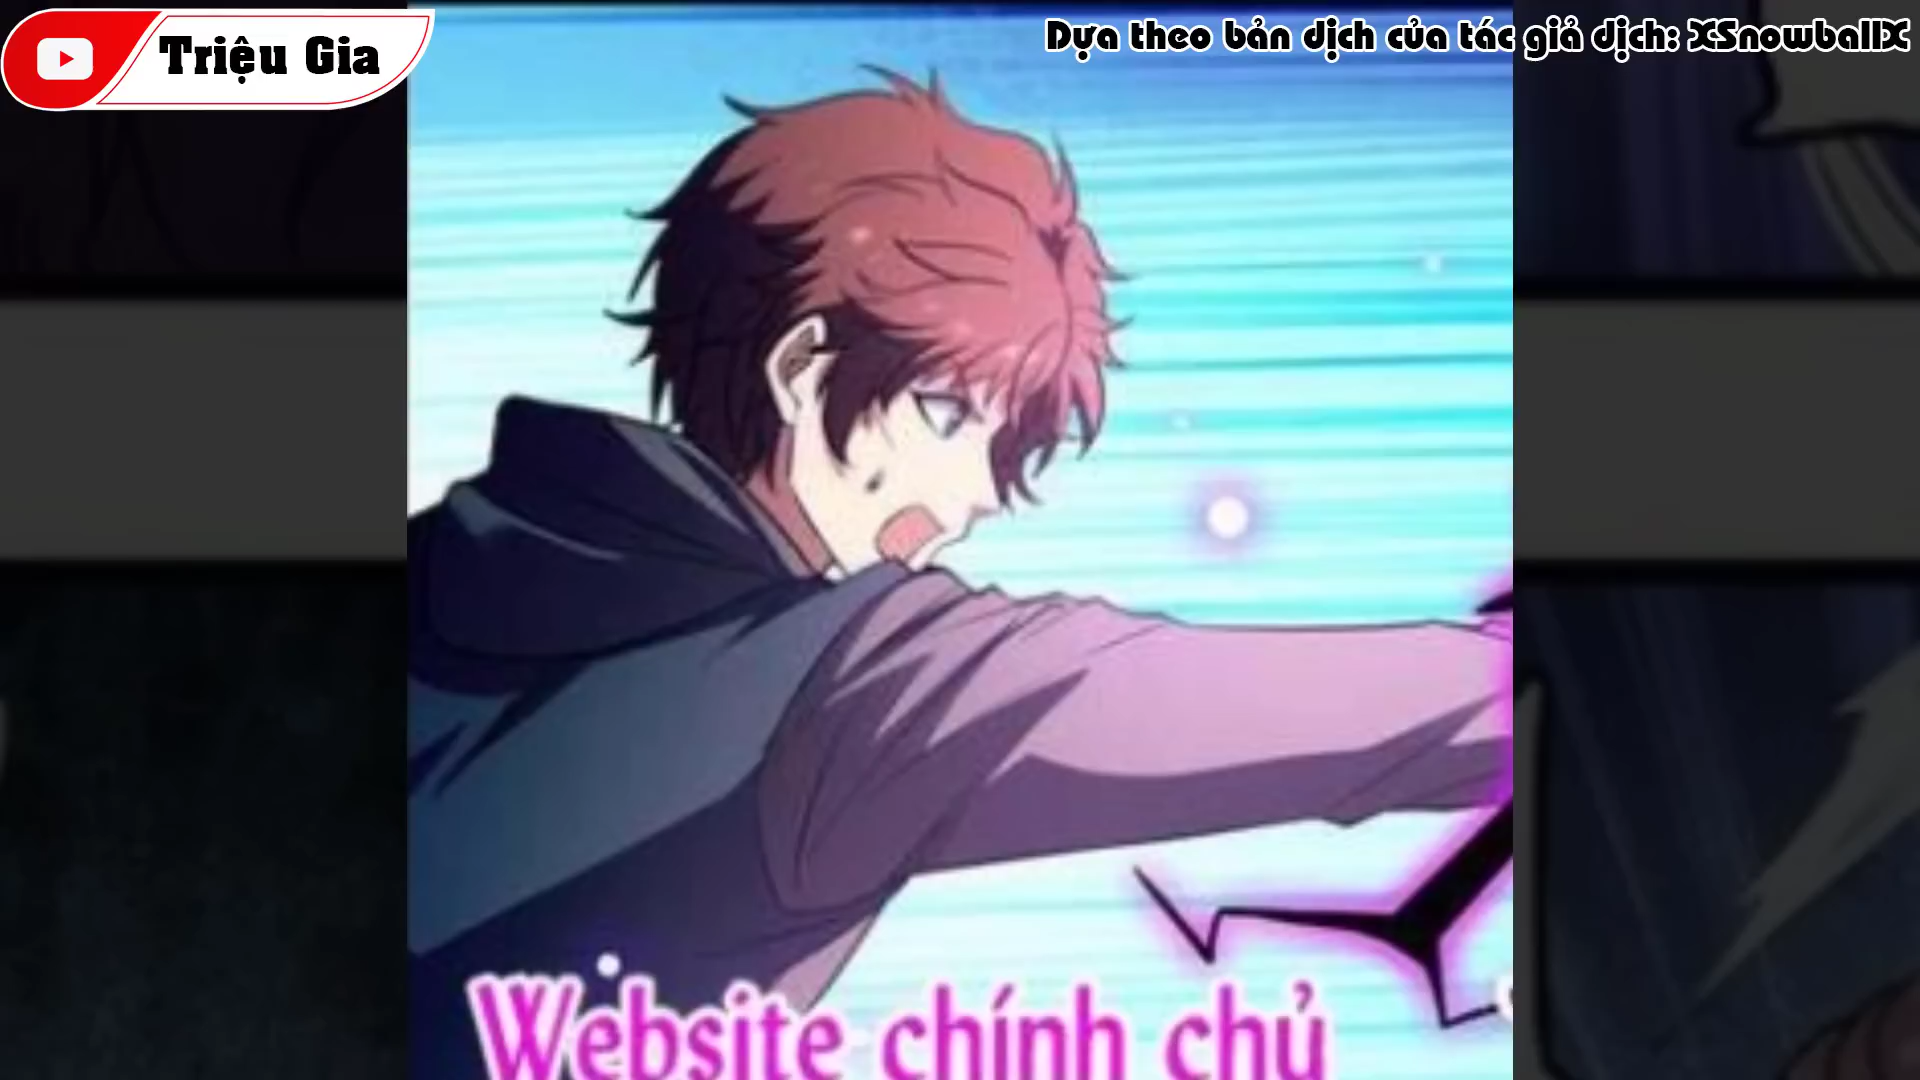 Triệu Gia
Dựa theo bản dịch của tác giả dịch: XSnowballX
Website chính chủ